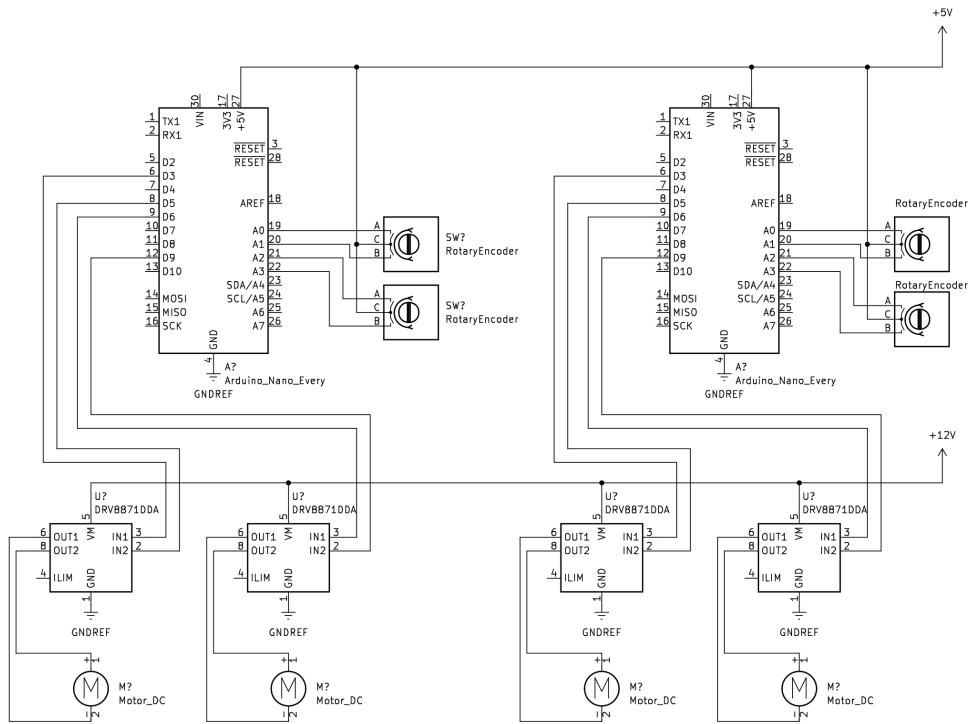 +5V
30
17
27
VIN
3V3
+5V
1 TX1
2 RX1
RESET 3
RESET 28
5 D2
6 D3
7 D4
8 D5
9 D6
10 D7
11 D8
12 D9
13 D10
14 MOSI
15 MISO
16 SCK
AREF 18
A0 19
A1 20
A2 21
A3 22
SDA/A4 23
SCL/A5 24
A6 25
A7 26
GND
4
A?
Arduino_Nano_Every
GNDREF
A
C
B
SW?
RotaryEncoder
A
C
B
SW?
RotaryEncoder
30
17
27
VIN
3V3
+5V
1 TX1
2 RX1
RESET 3
RESET 28
5 D2
6 D3
7 D4
8 D5
9 D6
10 D7
11 D8
12 D9
13 D10
14 MOSI
15 MISO
16 SCK
AREF 18
A0 19
A1 20
A2 21
A3 22
SDA/A4 23
SCL/A5 24
A6 25
A7 26
GND
4
A?
Arduino_Nano_Every
GNDREF
RotaryEncoder
A
C
B
RotaryEncoder
A
C
B
+12V
U?
DRV8871DDA
5
VM
6 OUT1
8 OUT2
IN1 3
IN2 2
4 ILIM
GND
1
GNDREF
+ 1
M
M?
Motor_DC
- 2
U?
DRV8871DDA
5
VM
6 OUT1
8 OUT2
IN1 3
IN2 2
4 ILIM
GND
1
GNDREF
+ 1
M
M?
Motor_DC
- 2
U?
DRV8871DDA
5
VM
6 OUT1
8 OUT2
IN1 3
IN2 2
4 ILIM
GND
1
GNDREF
+ 1
M
M?
Motor_DC
- 2
U?
DRV8871DDA
5
VM
6 OUT1
8 OUT2
IN1 3
IN2 2
4 ILIM
GND
1
GNDREF
+ 1
M
M?
Motor_DC
- 2